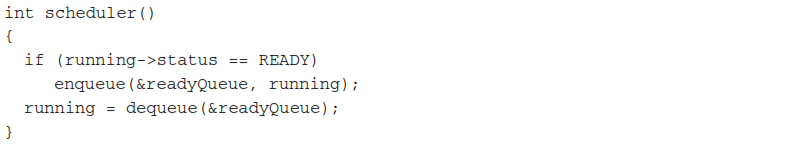 int scheduler()
{
  if (running->status == READY)
     enqueue(&readyQueue, running);
  running = dequeue(&readyQueue);
}